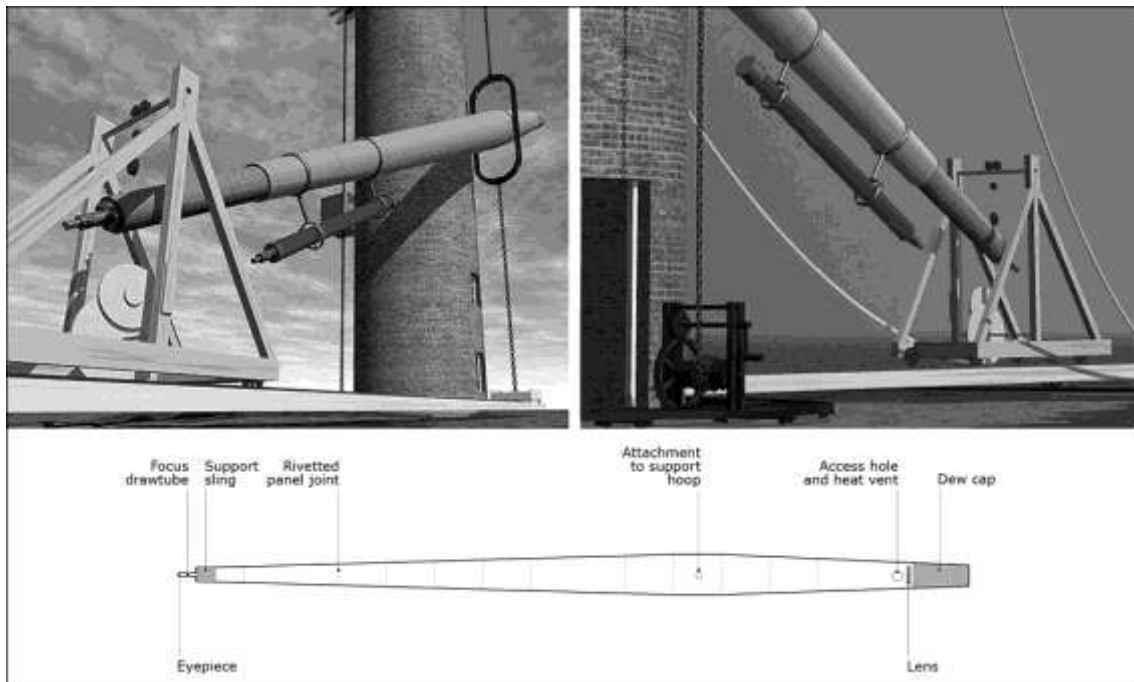 Focus
drawtube
Support
sling
Rivetted
panel joint
Attachment
to support
hoop
Access hole
and heat vent
Dew cap
Eyepiece
Lens